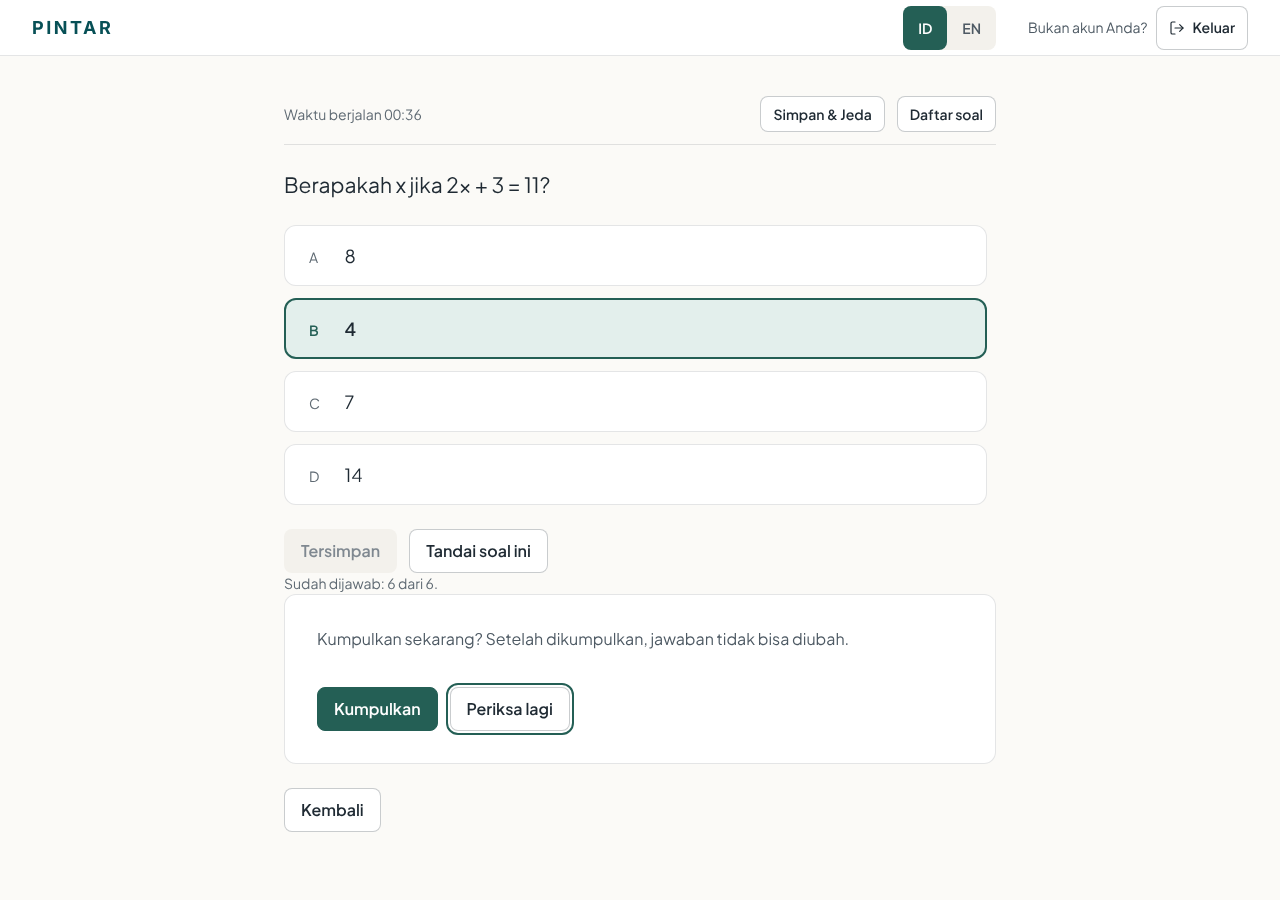 PINTAR
ID EN Bukan akun Anda? Keluar
Waktu berjalan 00:36 Simpan & Jeda Daftar soal
Berapakah x jika 2x + 3 = 11?
A 8
B 4
C 7
D 14
Tersimpan Tandai soal ini
Sudah dijawab: 6 dari 6.
Kumpulkan sekarang? Setelah dikumpulkan, jawaban tidak bisa diubah.
Kumpulkan Periksa lagi
Kembali